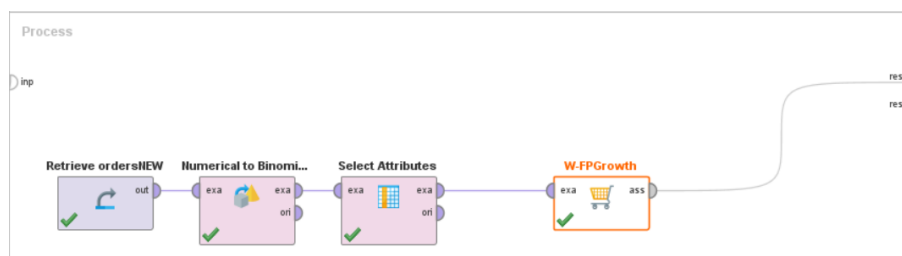 Process
inp
res
res
Retrieve ordersNEW
Numerical to Binomi...
Select Attributes
W-FPGrowth
out
exa
exa
exa
exa
exa
ass
ori
ori